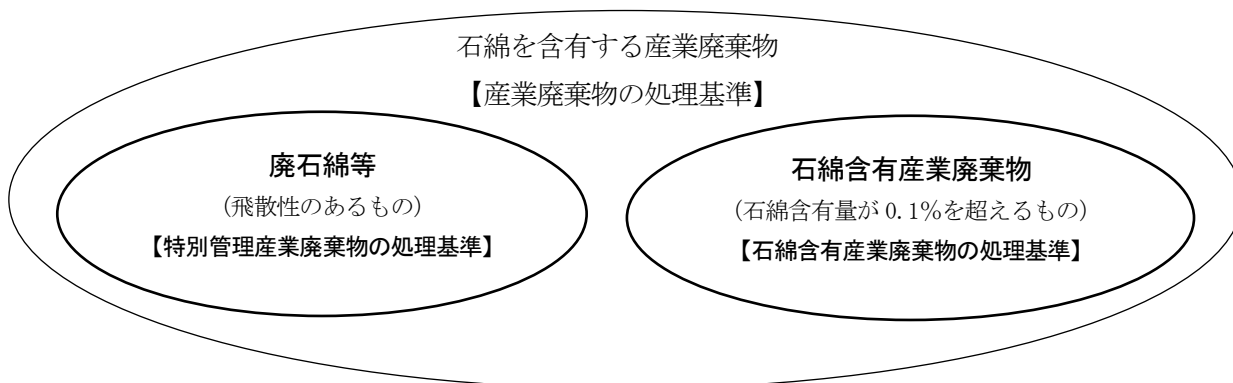 石綿を含有する産業廃棄物
【産業廃棄物の処理基準】
廃石綿等
（飛散性のあるもの）
【特別管理産業廃棄物の処理基準】
石綿含有産業廃棄物
（石綿含有量が 0.1％を超えるもの）
【石綿含有産業廃棄物の処理基準】